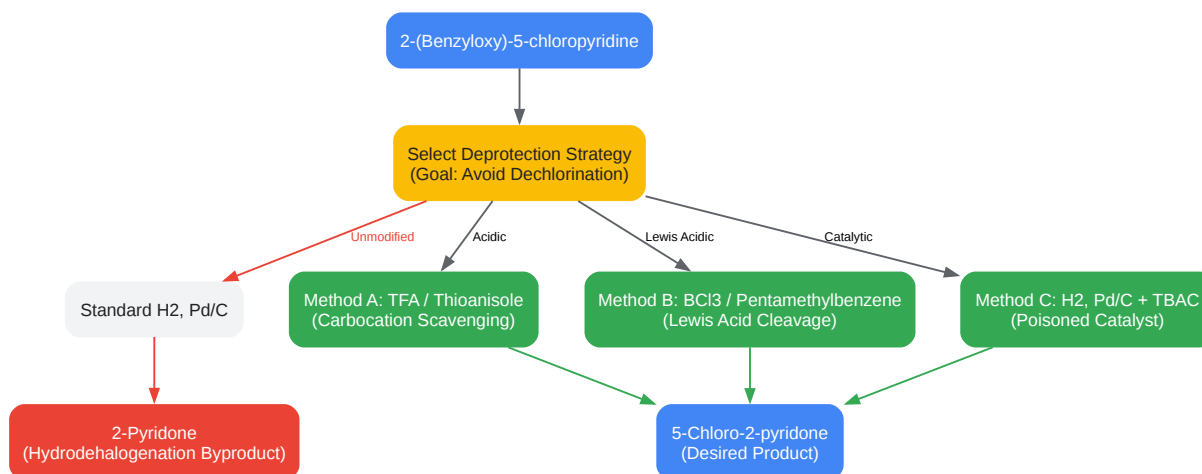 2-(Benzyloxy)-5-chloropyridine
Select Deprotection Strategy
(Goal: Avoid Dechlorination)
Unmodified
Acidic
Lewis Acidic
Catalytic
Standard H2, Pd/C
Method A: TFA / Thioanisole
(Carbocation Scavenging)
Method B: BCl3 / Pentamethylbenzene
(Lewis Acid Cleavage)
Method C: H2, Pd/C + TBAC
(Poisoned Catalyst)
2-Pyridone
(Hydrodehalogenation Byproduct)
5-Chloro-2-pyridone
(Desired Product)